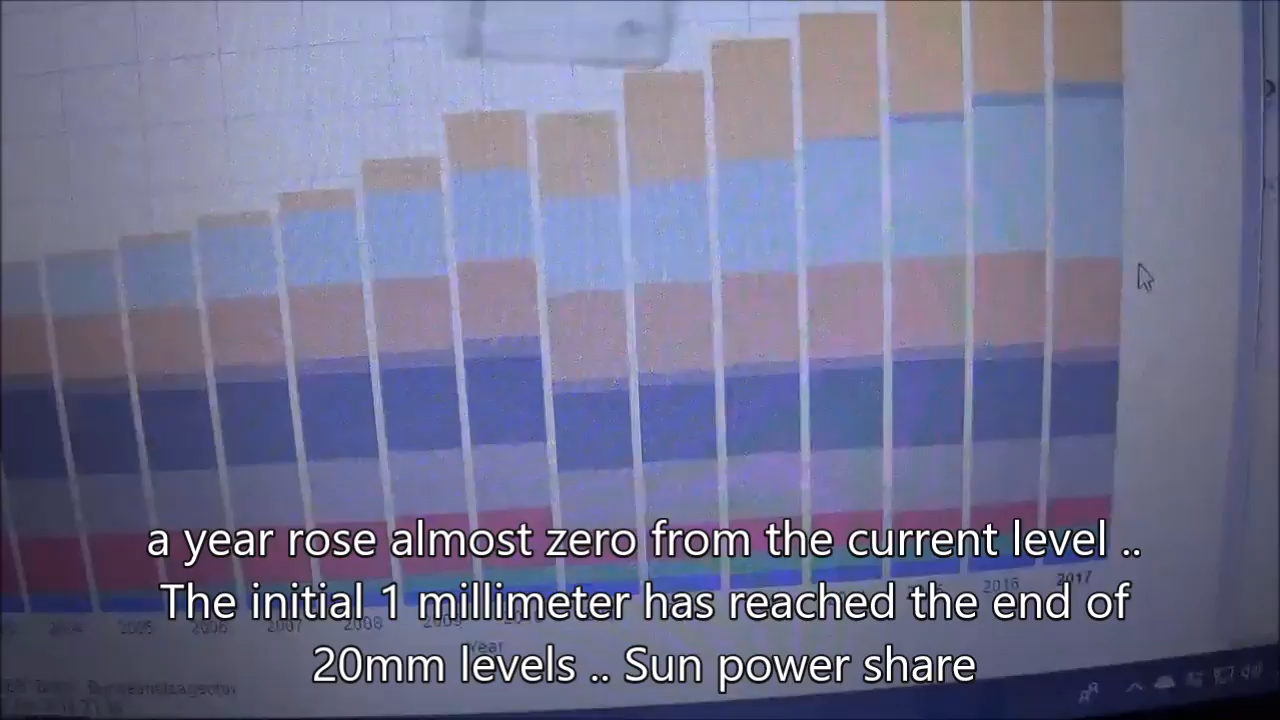 a year rose almost zero from the current level ..
The initial 1 millimeter has reached the end of
20mm levels .. Sun power share
2004 2005 2006 2007 2008 2009 2016 2017
Year